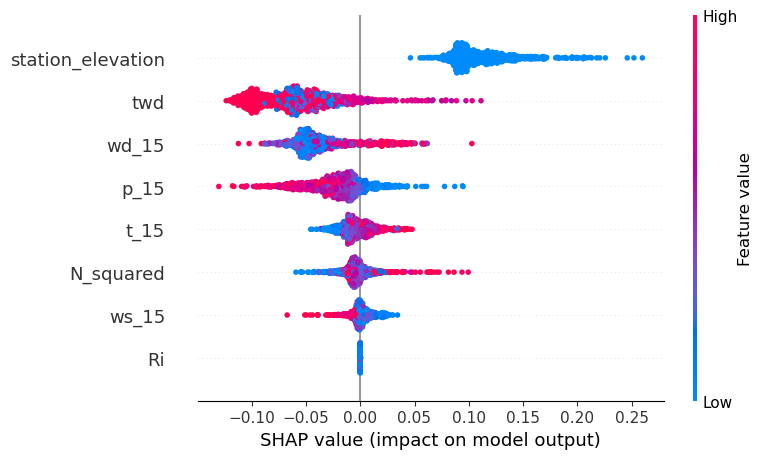 High
station_elevation
twd
wd_15
p_15
t_15
N_squared
ws_15
Ri
Feature value
Low
−0.10 −0.05 0.00 0.05 0.10 0.15 0.20 0.25
SHAP value (impact on model output)